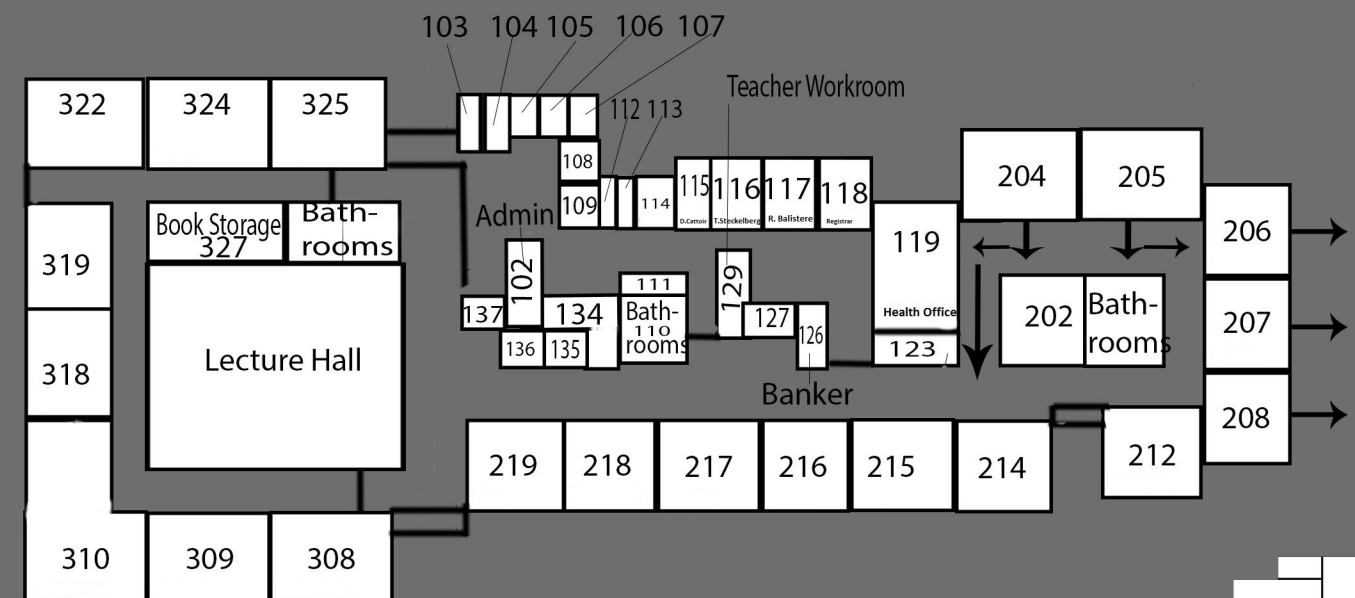 103 104 105 106 107
Teacher Workroom
322 324 325
112 113
108
109 114 115 116 117 118
D.Cattoir T.Steckelberg R. Balistere Registrar
204 205
206
Book Storage
327
Bath-
rooms
Admin
102
119
Health Office
319
111
129
202
Bath-
rooms
207
137 134
Bath-
110
rooms
127
126
123
136 135
318
Lecture Hall
Banker
208
219 218 217 216 215 214 212
310 309 308